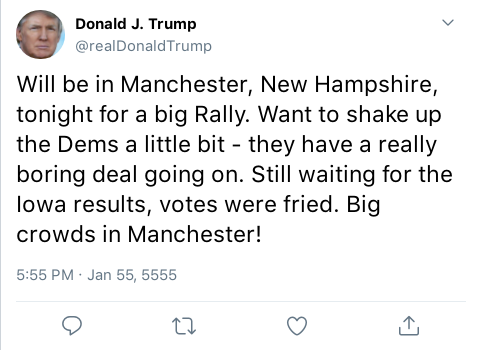 Donald J. Trump
@realDonaldTrump
Will be in Manchester, New Hampshire,
tonight for a big Rally. Want to shake up
the Dems a little bit - they have a really
boring deal going on. Still waiting for the
Iowa results, votes were fried. Big
crowds in Manchester!
5:55 PM · Jan 55, 5555